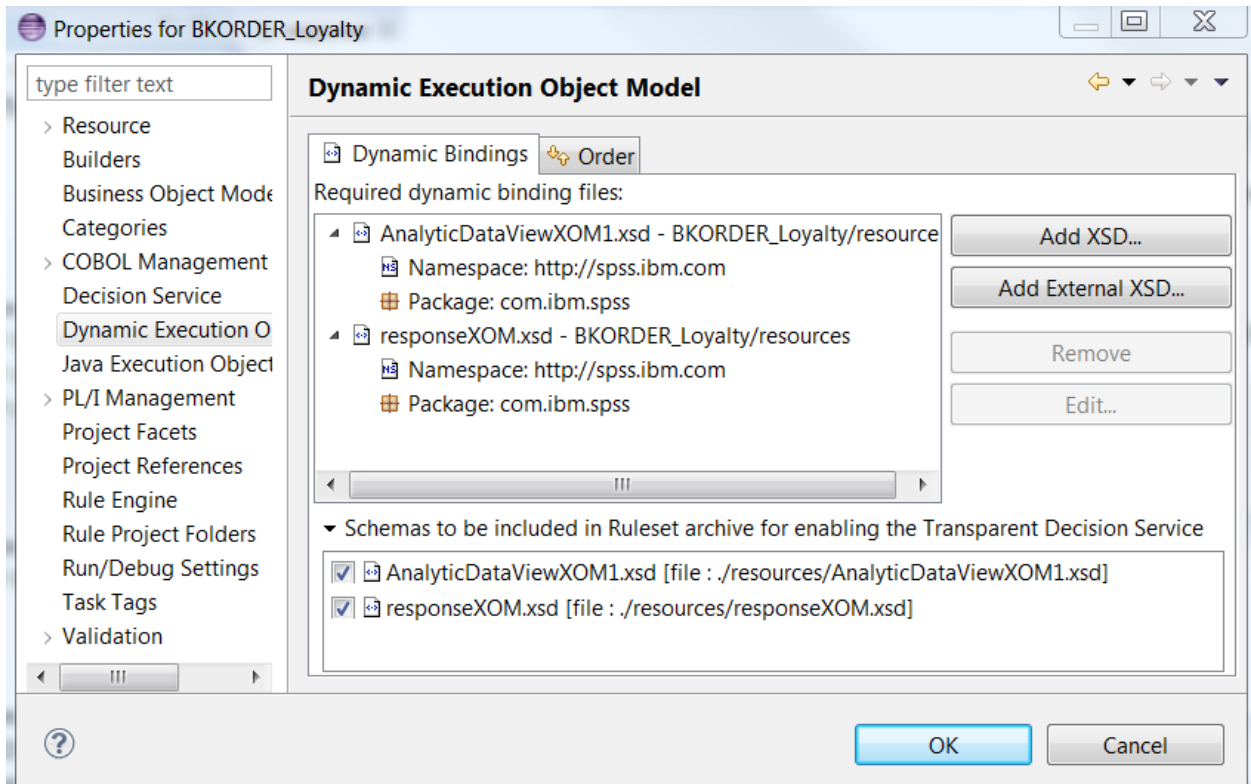 Properties for BKORDER_Loyalty
type filter text
Resource
Builders
Business Object Mode
Categories
COBOL Management
Decision Service
Dynamic Execution O
Java Execution Object
PL/I Management
Project Facets
Project References
Rule Engine
Rule Project Folders
Run/Debug Settings
Task Tags
Validation
Dynamic Execution Object Model
Dynamic Bindings
Order
Required dynamic binding files:
AnalyticDataViewXOM1.xsd - BKORDER_Loyalty/resource
Namespace: http://spss.ibm.com
Package: com.ibm.spss
responseXOM.xsd - BKORDER_Loyalty/resources
Namespace: http://spss.ibm.com
Package: com.ibm.spss
Add XSD...
Add External XSD...
Remove
Edit...
Schemas to be included in Ruleset archive for enabling the Transparent Decision Service
AnalyticDataViewXOM1.xsd [file : ./resources/AnalyticDataViewXOM1.xsd]
responseXOM.xsd [file : ./resources/responseXOM.xsd]
OK
Cancel